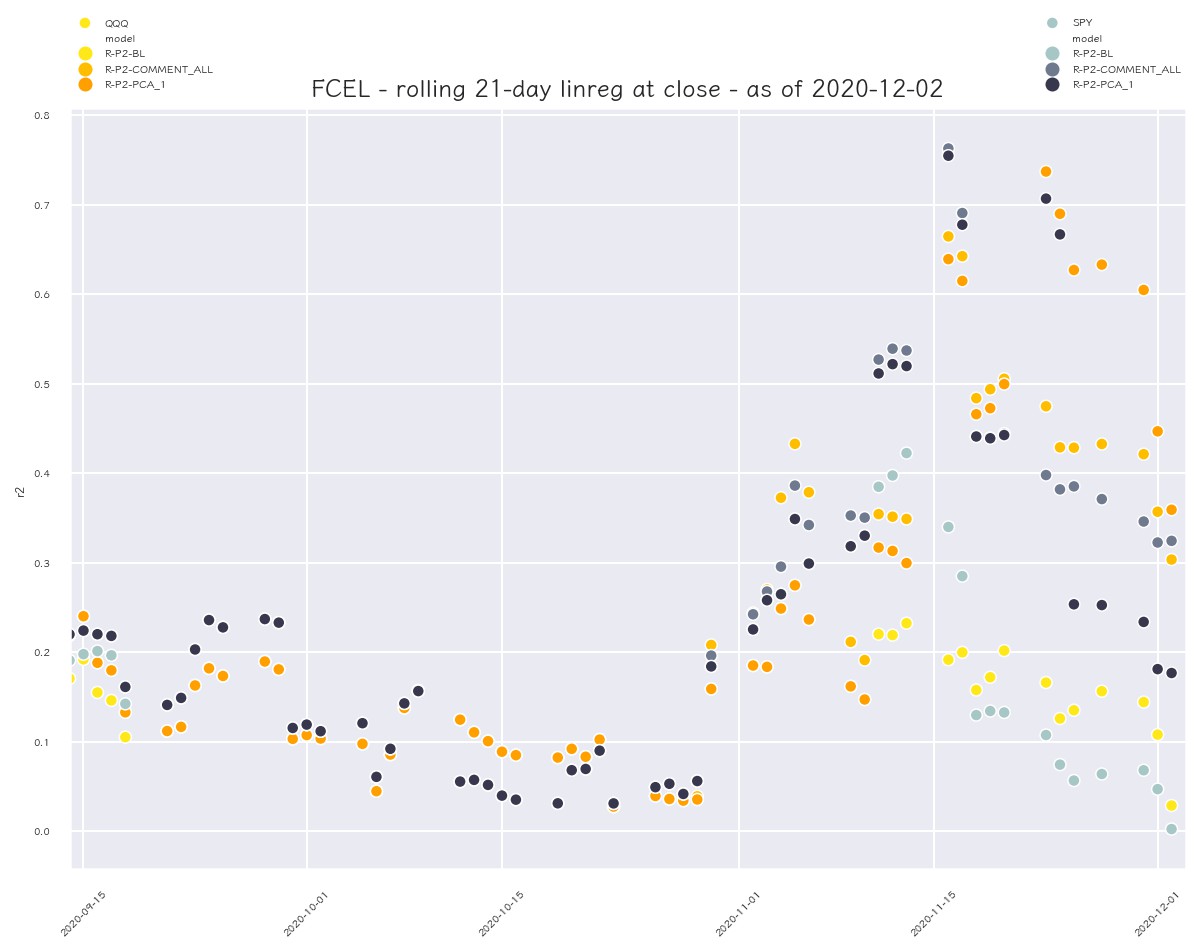 QQQ
model
R-P2-BL
R-P2-COMMENT_ALL
R-P2-PCA_1
SPY
model
R-P2-BL
R-P2-COMMENT_ALL
R-P2-PCA_1
FCEL - rolling 21-day linreg at close - as of 2020-12-02
0.8
0.7
0.6
0.5
0.4
0.3
0.2
0.1
0.0
r2
2020-09-15
2020-10-01
2020-10-15
2020-11-01
2020-11-15
2020-12-01